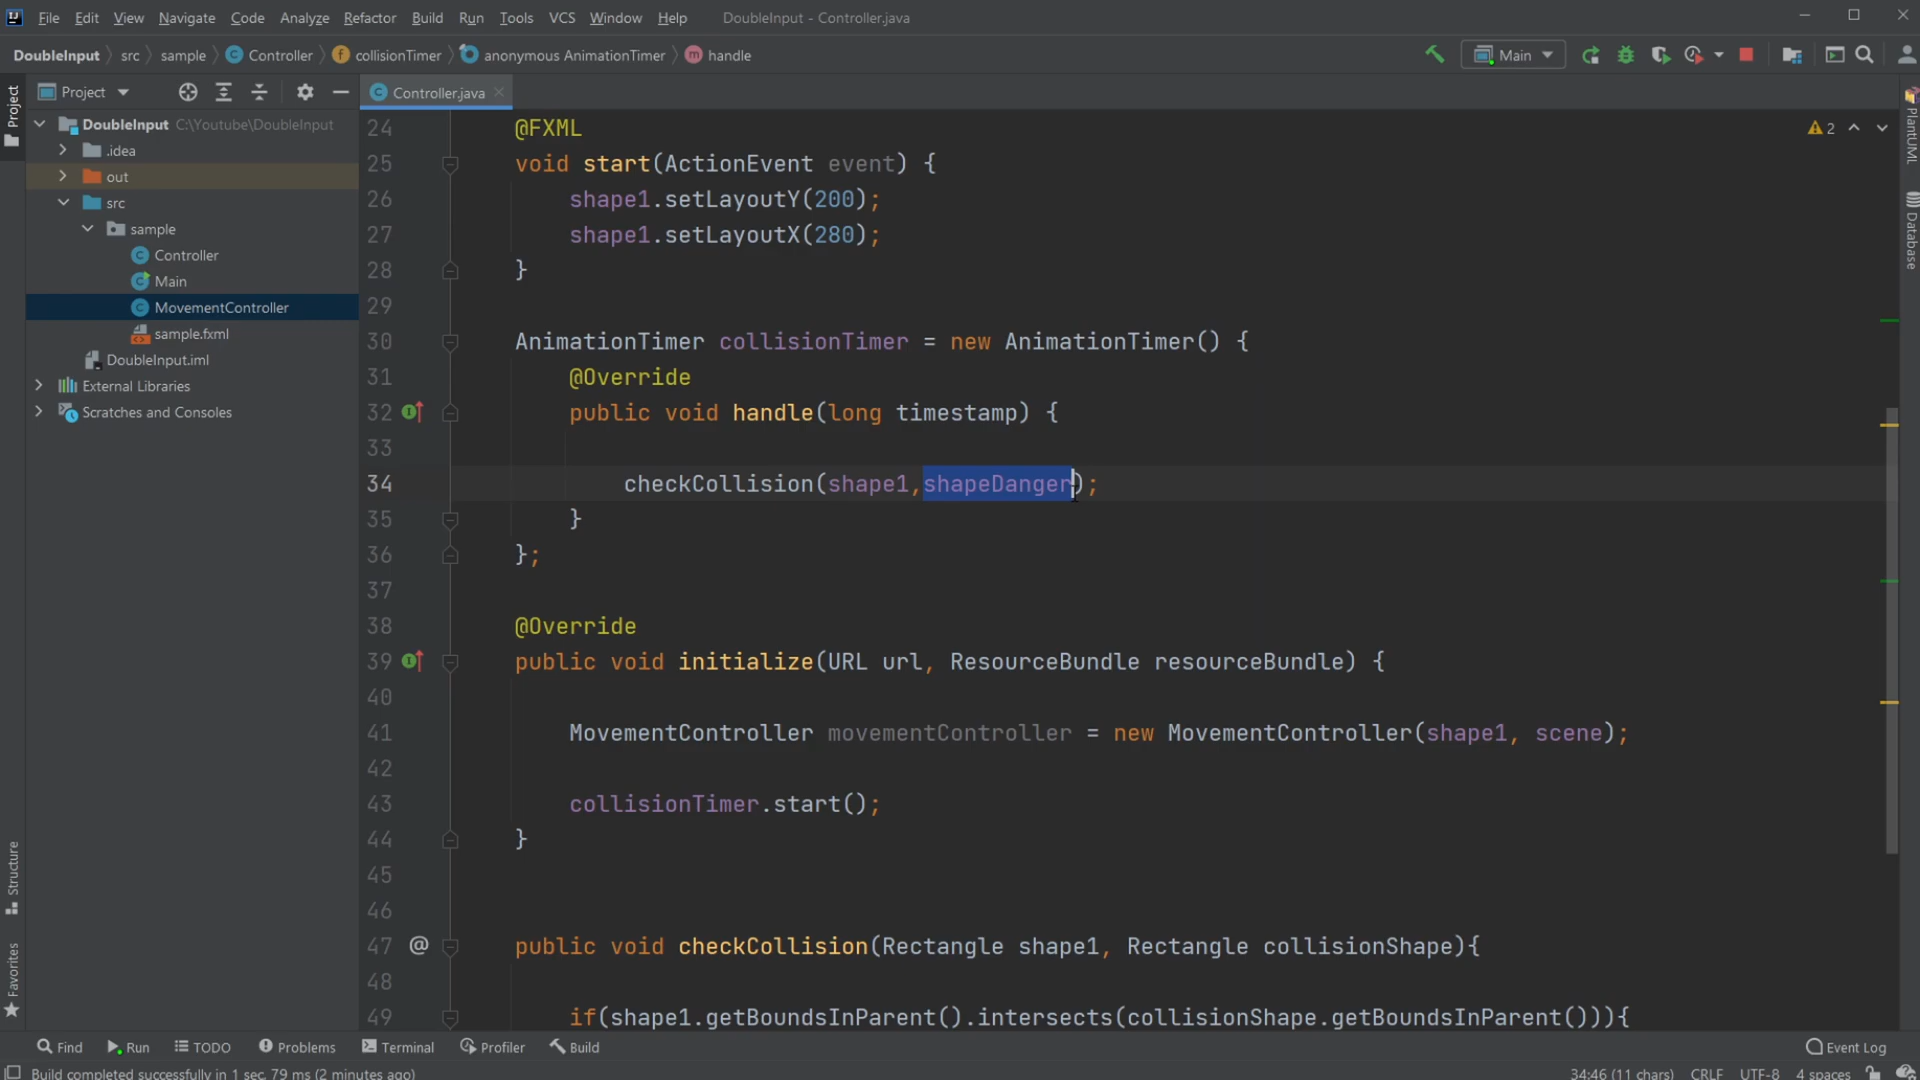 File Edit View Navigate Code Analyze Refactor Build Run Tools VCS Window Help DoubleInput - Controller.java
DoubleInput src sample Controller collisionTimer anonymous AnimationTimer handle Main
Project
Controller.java
DoubleInput C:\Youtube\DoubleInput
.idea
out
src
sample
Controller
Main
MovementController
sample.fxml
DoubleInput.iml
External Libraries
Scratches and Consoles
Project
Structure
Favorites
2
24 @FXML
25 void start(ActionEvent event) {
26 shape1.setLayoutY(200);
27 shape1.setLayoutX(280);
28 }
29
30 AnimationTimer collisionTimer = new AnimationTimer() {
31 @Override
32 public void handle(long timestamp) {
33
34 checkCollision(shape1,shapeDanger);
35 }
36 };
37
38 @Override
39 public void initialize(URL url, ResourceBundle resourceBundle) {
40
41 MovementController movementController = new MovementController(shape1, scene);
42
43 collisionTimer.start();
44 }
45
46
47 @ public void checkCollision(Rectangle shape1, Rectangle collisionShape){
48
49 if(shape1.getBoundsInParent().intersects(collisionShape.getBoundsInParent())){
PlantUML
Database
Find Run TODO Problems Terminal Profiler Build Event Log
Build completed successfully in 1 sec, 79 ms (2 minutes ago) 34:46 (11 chars) CRLF UTF-8 4 spaces